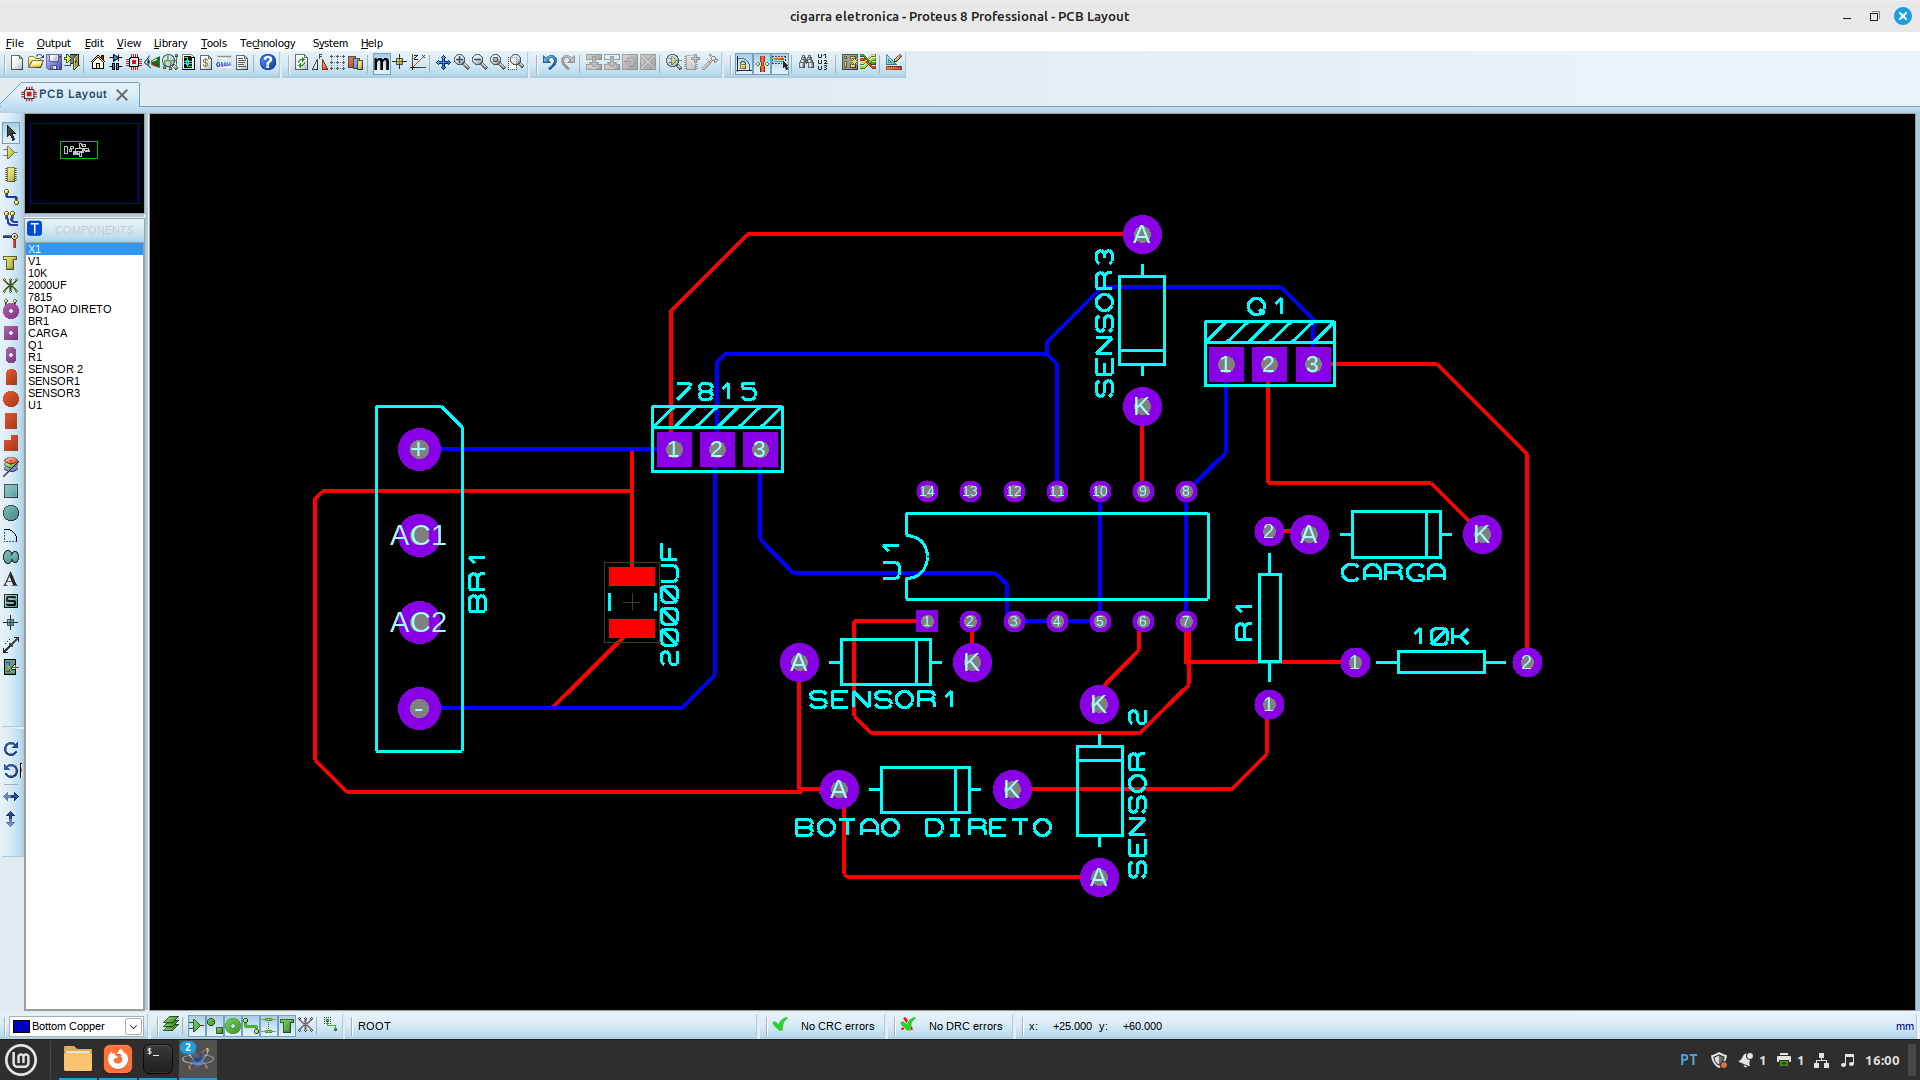 cigarra eletronica - Proteus 8 Professional - PCB Layout
File Output Edit View Library Tools Technology System Help
PCB Layout
COMPONENTS
X1
V1
10K
2000UF
7815
BOTAO DIRETO
BR1
CARGA
Q1
R1
SENSOR 2
SENSOR1
SENSOR3
U1
A
SENSOR3
K
Q1
1 2 3
7815
1 2 3
+
AC1
AC2
-
BR1
2000UF
14 13 12 11 10 9 8
U1
1 2 3 4 5 6 7
2 A K
CARGA
R1
1
10K
1 2
A K
SENSOR1
K
SENSOR 2
A
A K
BOTAO DIRETO
Bottom Copper
ROOT
No CRC errors
No DRC errors
x: +25.000 y: +60.000
mm
2
PT
1
1
16:00